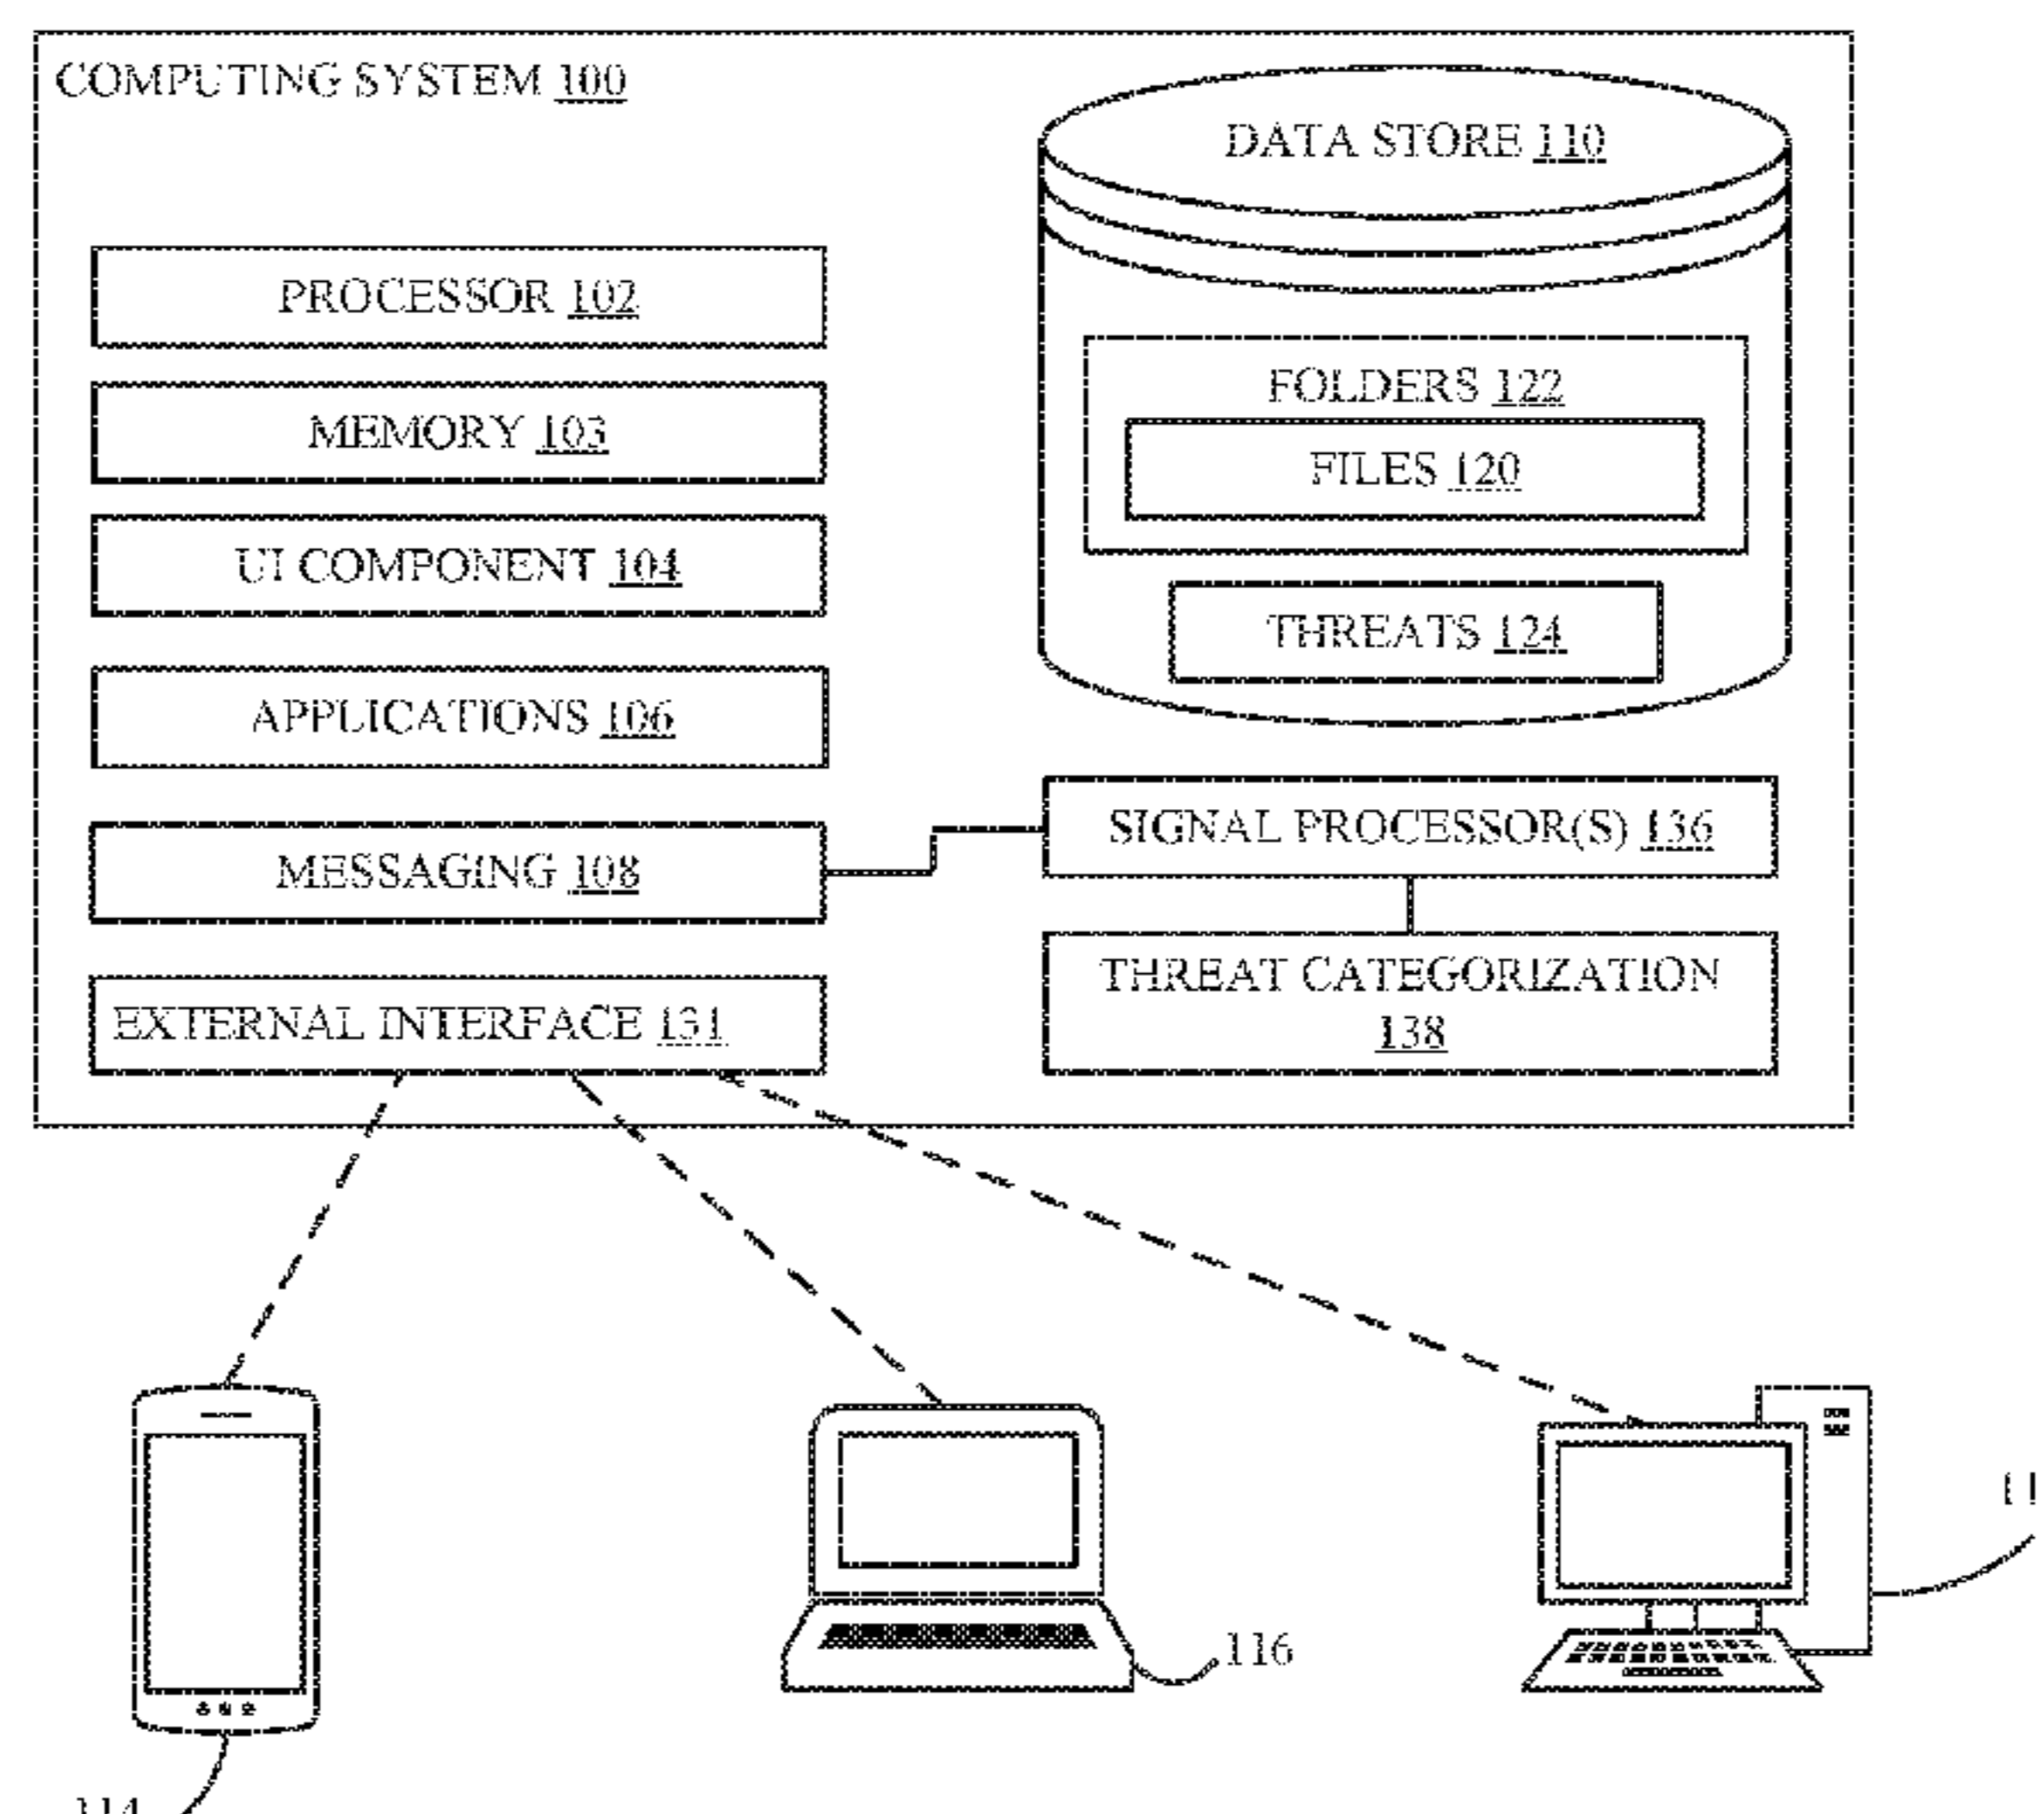 COMPUTING SYSTEM 100
DATA STORE 110
PROCESSOR 102
MEMORY 103
UI COMPONENT 104
APPLICATIONS 106
MESSAGING 108
EXTERNAL INTERFACE 131
FOLDERS 122
FILES 120
THREATS 124
SIGNAL PROCESSOR(S) 136
THREAT CATEGORIZATION
138
116
114